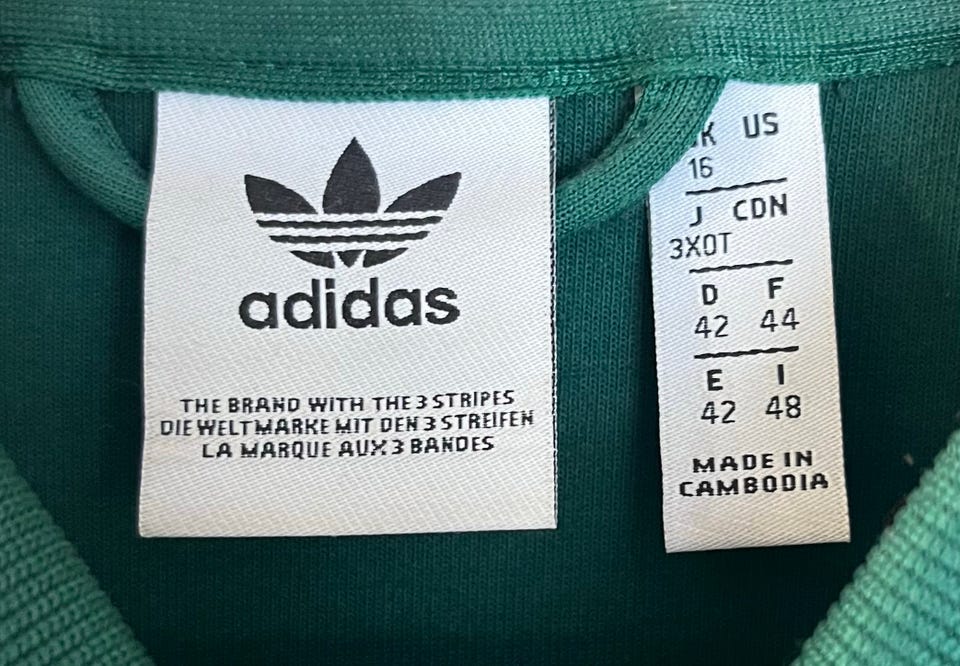 adidas
THE BRAND WITH THE 3 STRIPES
DIE WELTMARKE MIT DEN 3 STREIFEN
LA MARQUE AUX 3 BANDES
US
16
J CDN
3XOT
D F
42 44
E I
42 48
MADE IN
CAMBODIA